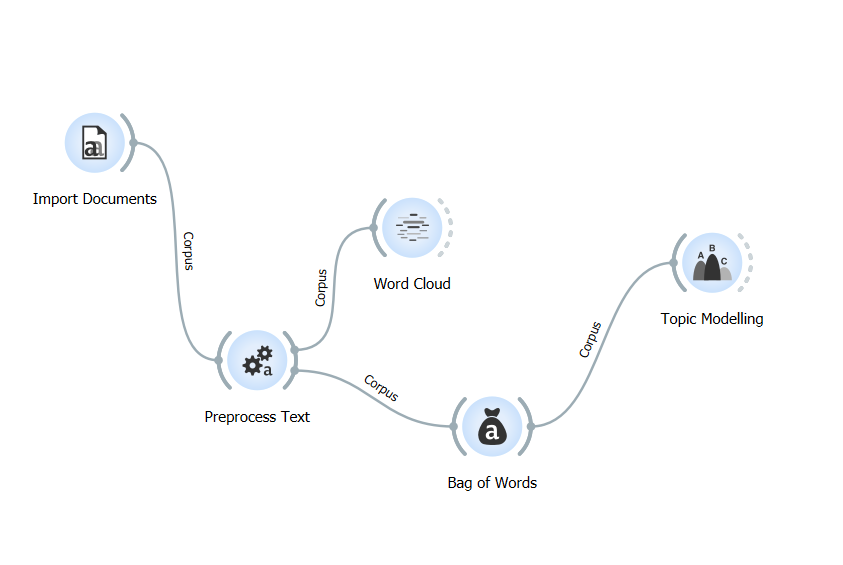 Import Documents
Corpus
Corpus
Word Cloud
A B C
Topic Modelling
Corpus
Preprocess Text
a
Corpus
a
Bag of Words